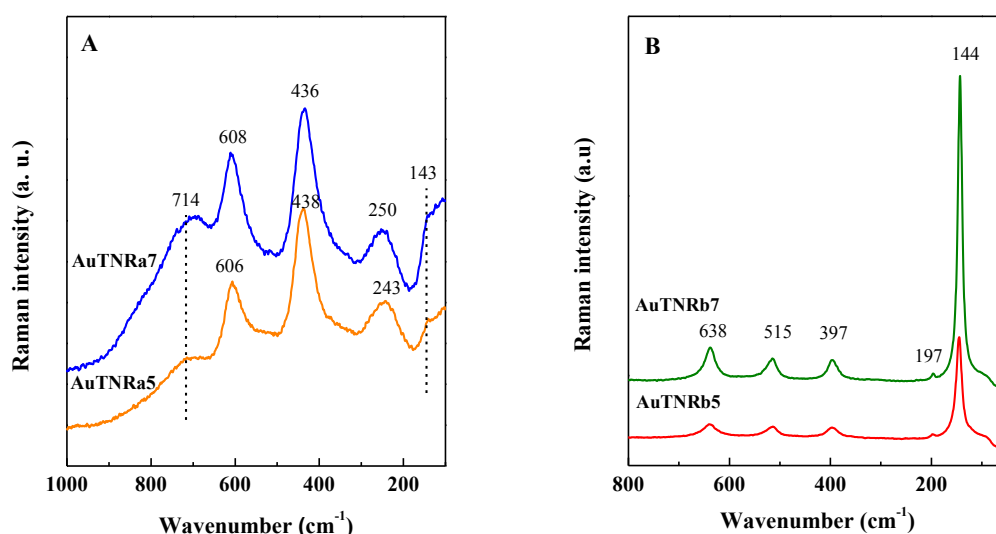 A
436
608
438
143
714
250
AuTNRa7
606
243
AuTNRa5
Raman intensity (a. u.)
1000
800
600
400
200
Wavenumber (cm-1)
B
144
AuTNRb7
638
515
397
197
AuTNRb5
Raman intensity (a.u)
800
600
400
200
Wavenumber (cm-1)